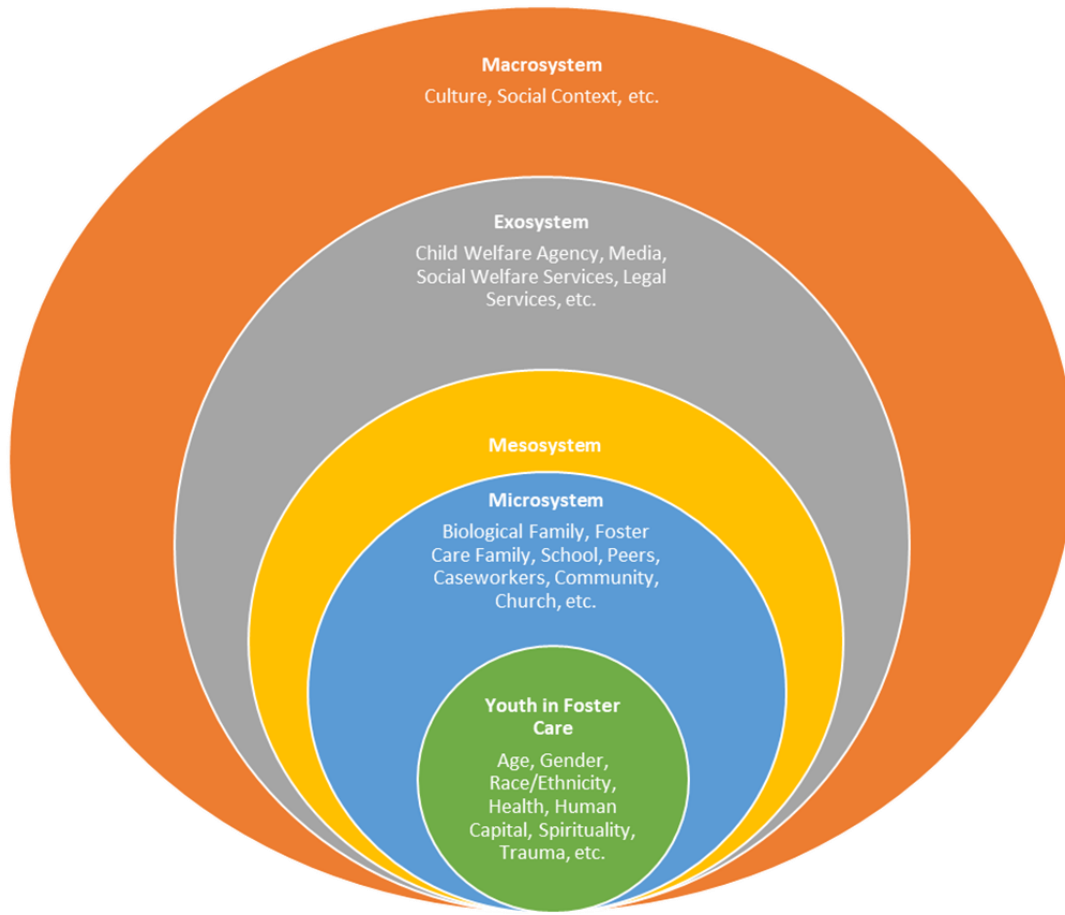 Macrosystem
Culture, Social Context, etc.
Exosystem
Child Welfare Agency, Media,
Social Welfare Services, Legal
Services, etc.
Mesosystem
Microsystem
Biological Family, Foster
Care Family, School, Peers,
Caseworkers, Community,
Church, etc.
Youth in Foster
Care
Age, Gender,
Race/Ethnicity,
Health, Human
Capital, Spirituality,
Trauma, etc.